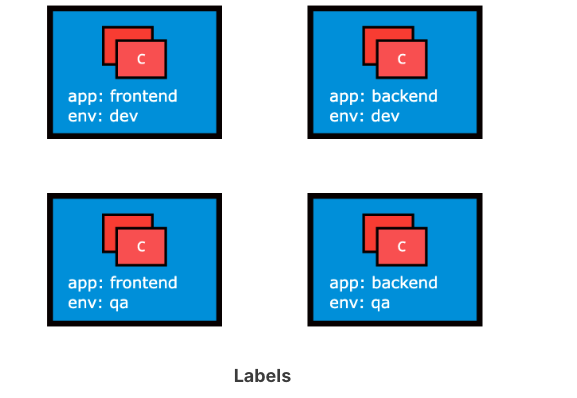 C
app: frontend
env: dev
C
app: backend
env: dev
C
app: frontend
env: qa
C
app: backend
env: qa
Labels